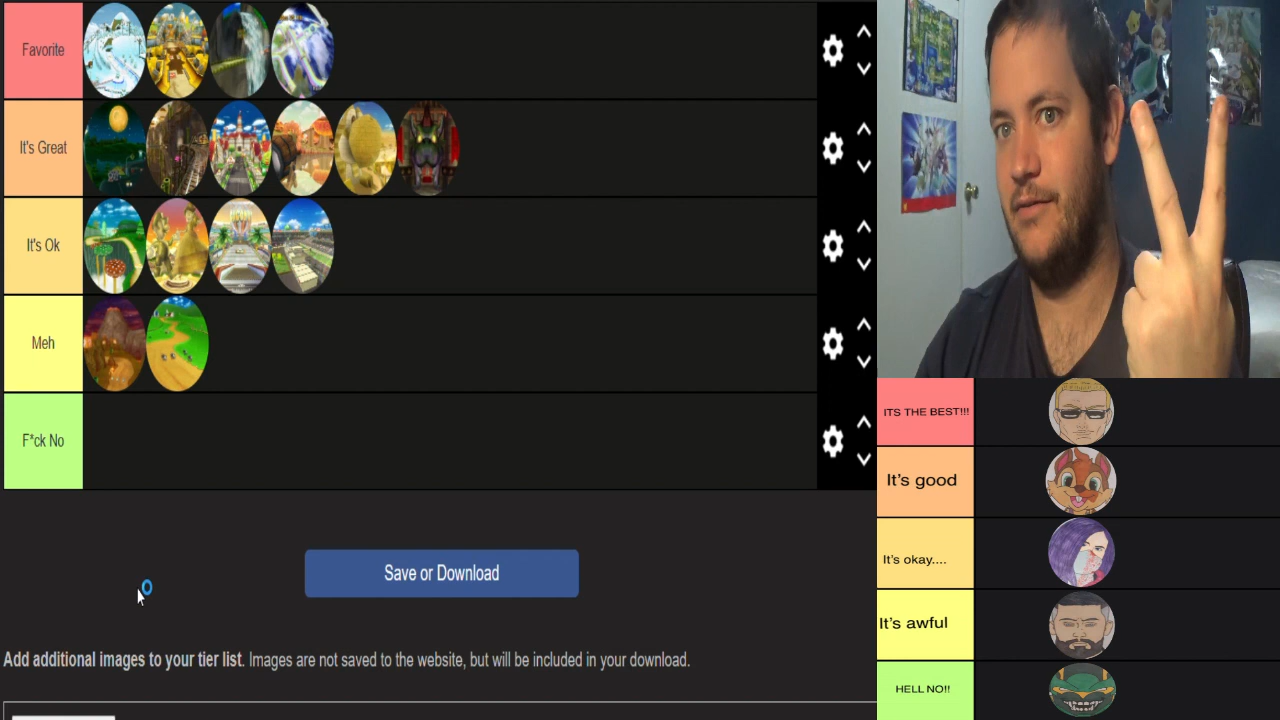 Favorite
It's Great
It's Ok
Meh
F*ck No
Save or Download
Add additional images to your tier list. Images are not saved to the website, but will be included in your download.
ITS THE BEST!!!
It's good
It's okay....
It's awful
HELL NO!!